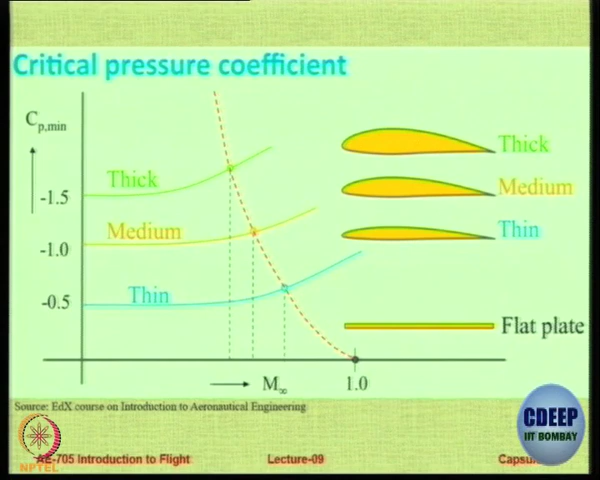 Critical pressure coefficient
Cp,min
Thick
-1.5
Medium
-1.0
Thin
-0.5
M∞
1.0
Thick
Medium
Thin
Flat plate
Source: EdX course on Introduction to Aeronautical Engineering
CDEEP
IIT BOMBAY
NPTEL
AE-705 Introduction to Flight
Lecture-09